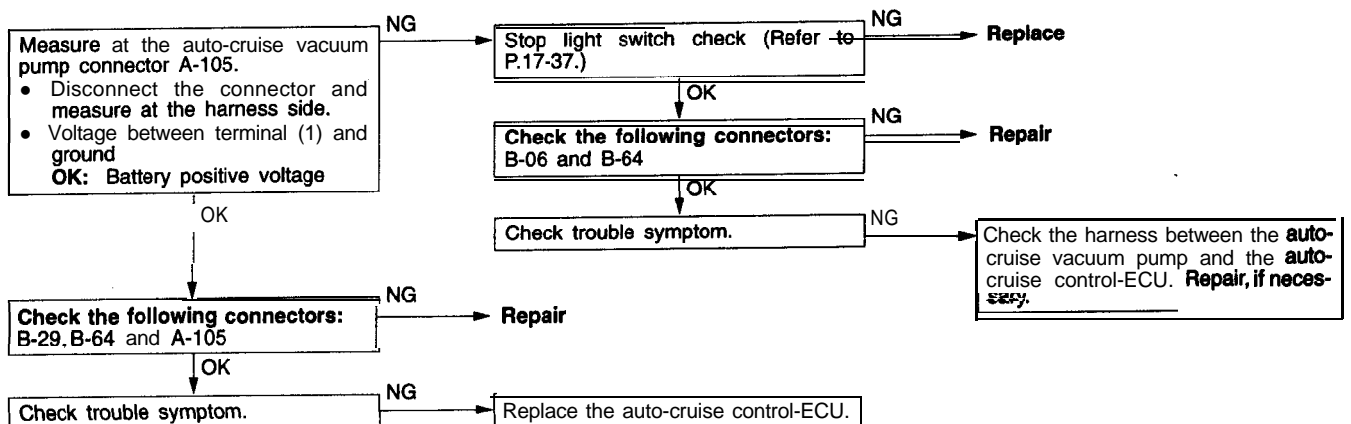 Measure at the auto-cruise vacuum
pump connector A-105.
● Disconnect the connector and
measure at the harness side.
● Voltage between terminal (1) and
ground
OK: Battery positive voltage
NG
Stop light switch check (Refer to
P.17-37.)
NG
Replace
OK
Check the following connectors:
B-06 and B-64
NG
Repair
OK
Check trouble symptom.
NG
Check the harness between the auto-
cruise vacuum pump and the auto-
cruise control-ECU. Repair, if neces-
sary.
OK
Check the following connectors:
B-29, B-64 and A-105
NG
Repair
OK
Check trouble symptom.
NG
Replace the auto-cruise control-ECU.